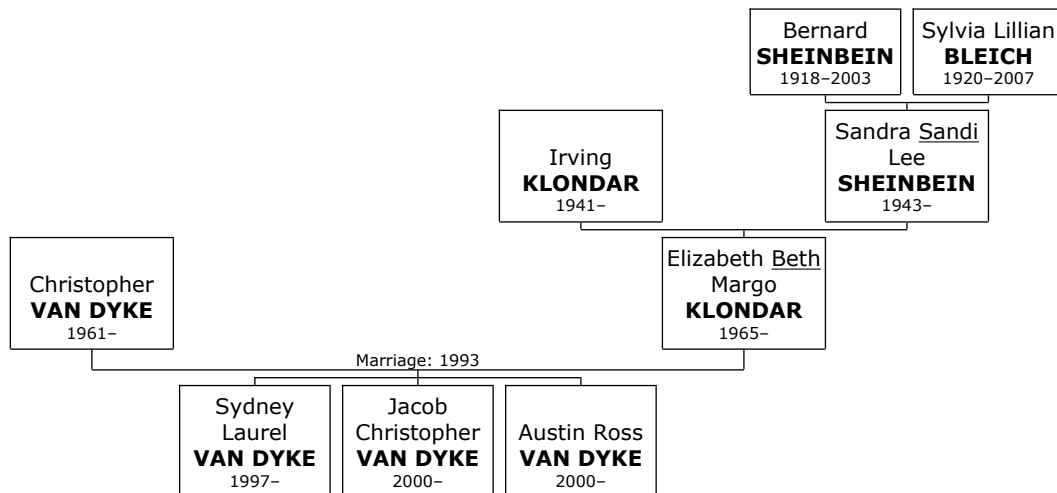 Bernard
SHEINBEIN
1918–2003
Sylvia Lillian
BLEICH
1920–2007
Irving
KLONDAR
1941–
Sandra Sandi
Lee
SHEINBEIN
1943–
Christopher
VAN DYKE
1961–
Elizabeth Beth
Margo
KLONDAR
1965–
Marriage: 1993
Sydney
Laurel
VAN DYKE
1997–
Jacob
Christopher
VAN DYKE
2000–
Austin Ross
VAN DYKE
2000–